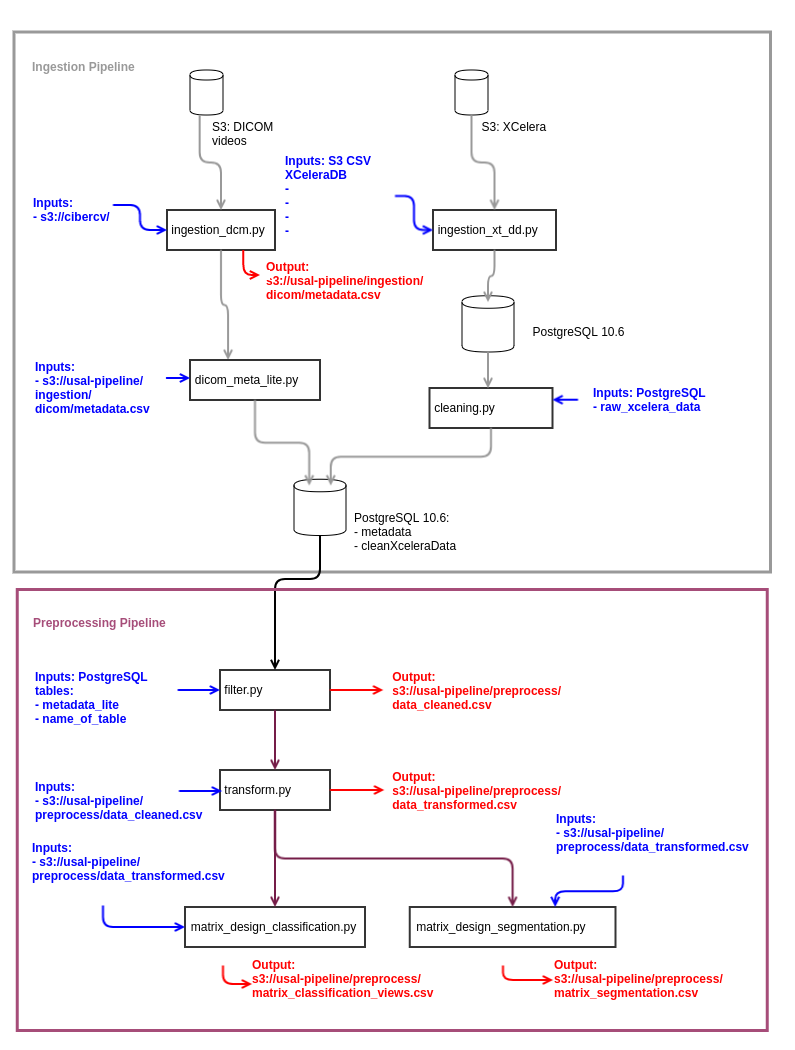 Ingestion Pipeline
S3: DICOM
videos
S3: XCelera
Inputs: S3 CSV
XCeleraDB
-
-
-
-
Inputs:
- s3://cibercv/
ingestion_dcm.py
ingestion_xt_dd.py
Output:
s3://usal-pipeline/ingestion/
dicom/metadata.csv
PostgreSQL 10.6
Inputs:
- s3://usal-pipeline/
ingestion/
dicom/metadata.csv
dicom_meta_lite.py
cleaning.py
Inputs: PostgreSQL
- raw_xcelera_data
PostgreSQL 10.6:
- metadata
- cleanXceleraData
Preprocessing Pipeline
Inputs: PostgreSQL
tables:
- metadata_lite
- name_of_table
filter.py
Output:
s3://usal-pipeline/preprocess/
data_cleaned.csv
Inputs:
- s3://usal-pipeline/
preprocess/data_cleaned.csv
transform.py
Output:
s3://usal-pipeline/preprocess/
data_transformed.csv
Inputs:
- s3://usal-pipeline/
preprocess/data_transformed.csv
Inputs:
- s3://usal-pipeline/
preprocess/data_transformed.csv
matrix_design_classification.py
matrix_design_segmentation.py
Output:
s3://usal-pipeline/preprocess/
matrix_classification_views.csv
Output:
s3://usal-pipeline/preprocess/
matrix_segmentation.csv